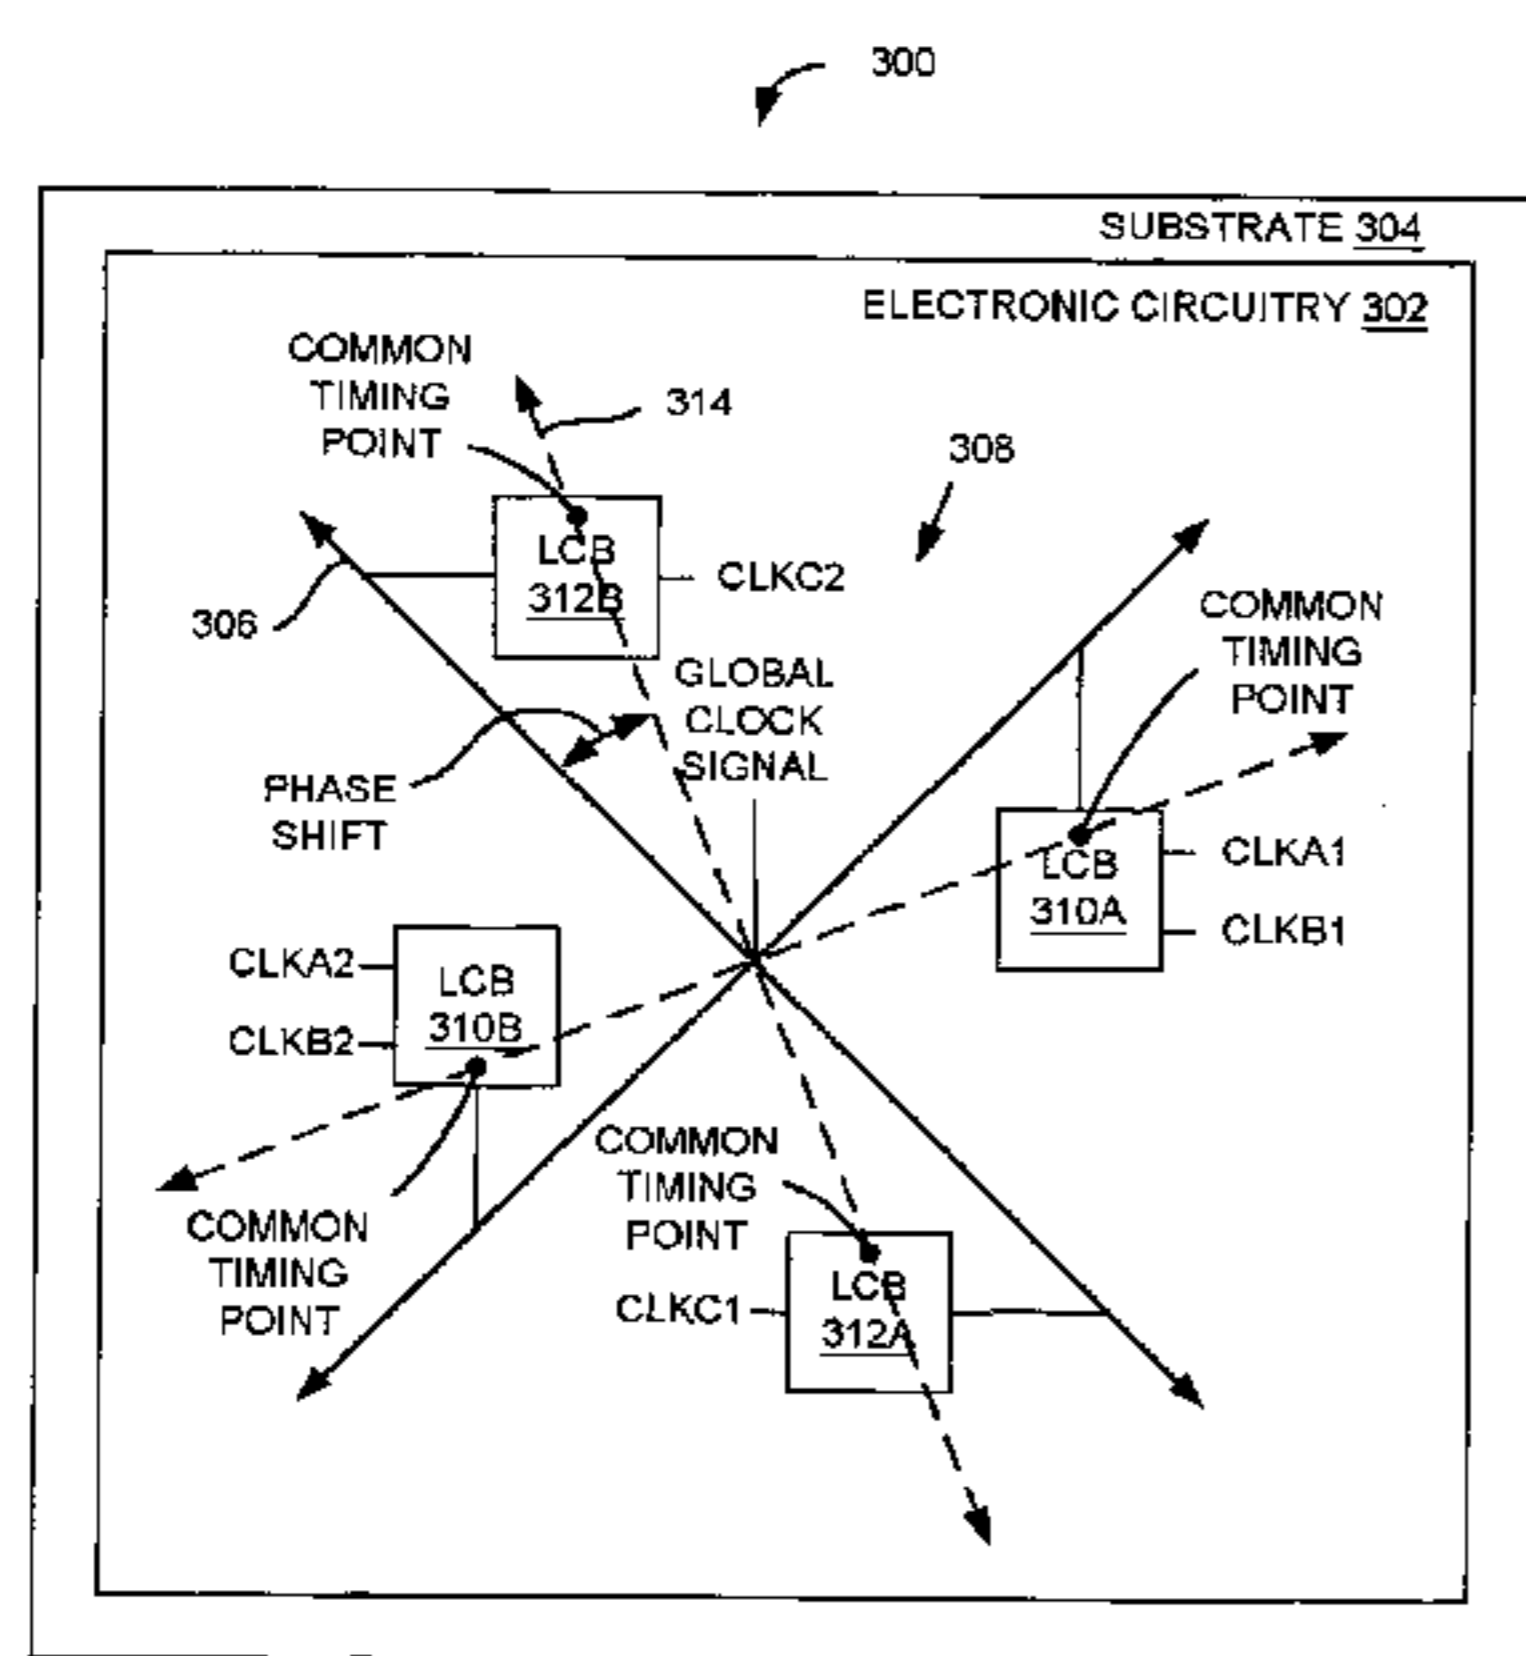 300
SUBSTRATE 304
ELECTRONIC CIRCUITRY 302
COMMON
TIMING
POINT
314
308
LCB
312B
CLKC2
306
COMMON
TIMING
POINT
GLOBAL
CLOCK
SIGNAL
PHASE
SHIFT
LCB
310A
CLKA1
CLKB1
CLKA2
CLKB2
LCB
310B
COMMON
TIMING
POINT
COMMON
TIMING
POINT
CLKC1
LCB
312A